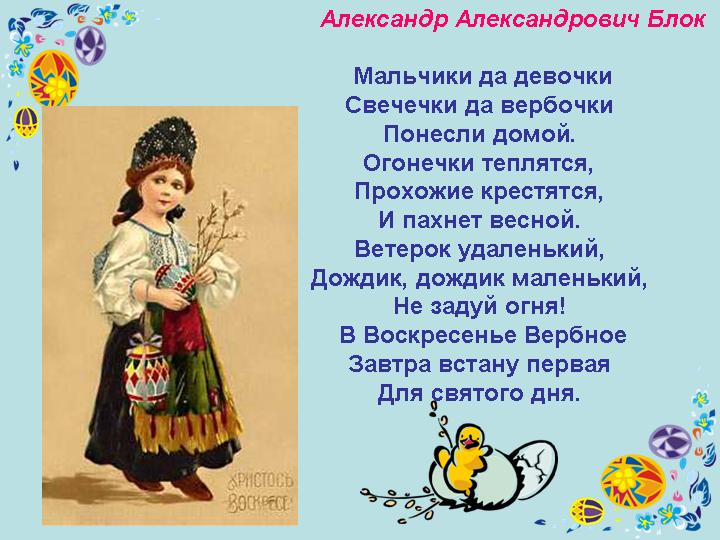 Александр Александрович Блок
Мальчики да девочки
Свечечки да вербочки
Понесли домой.
Огонечки теплятся,
Прохожие крестятся,
И пахнет весной.
Ветерок удаленький,
Дождик, дождик маленький,
Не задуй огня!
В Воскресенье Вербное
Завтра встану первая
Для святого дня.
Христосъ
Воскресе!